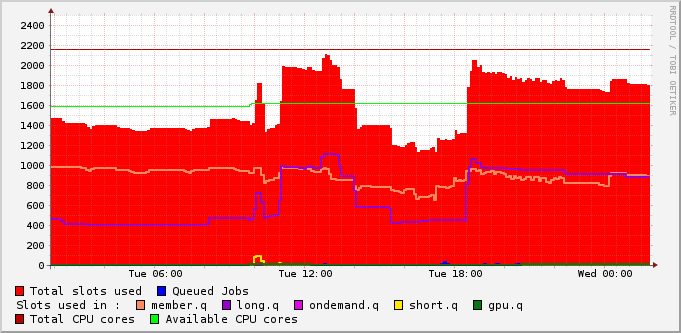 RRDTOOL / TOBI OETIKER
2400
2200
2000
1800
1600
1400
1200
1000
800
600
400
200
0
Tue 06:00 Tue 12:00 Tue 18:00 Wed 00:00
Total slots used Queued Jobs
Slots used in : member.q long.q ondemand.q short.q gpu.q
Total CPU cores Available CPU cores